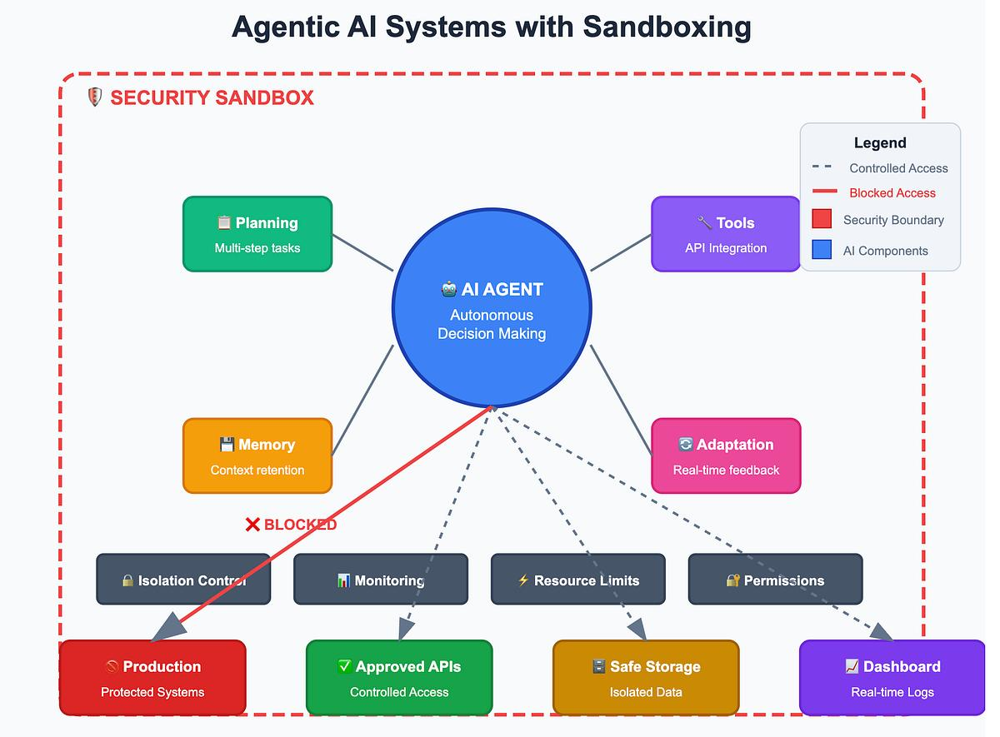 Agentic AI Systems with Sandboxing
SECURITY SANDBOX
Legend
Controlled Access
Blocked Access
Security Boundary
AI Components
Planning
Multi-step tasks
Tools
API Integration
AI AGENT
Autonomous
Decision Making
Memory
Context retention
Adaptation
Real-time feedback
❌ BLOCKED
Isolation Control
Monitoring
Resource Limits
Permissions
Production
Protected Systems
Approved APIs
Controlled Access
Safe Storage
Isolated Data
Dashboard
Real-time Logs